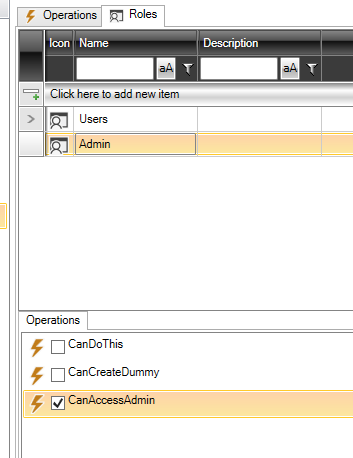 Operations Roles
Icon Name Description
aA aA
Click here to add new item
Users
Admin
Operations
CanDoThis
CanCreateDummy
CanAccessAdmin